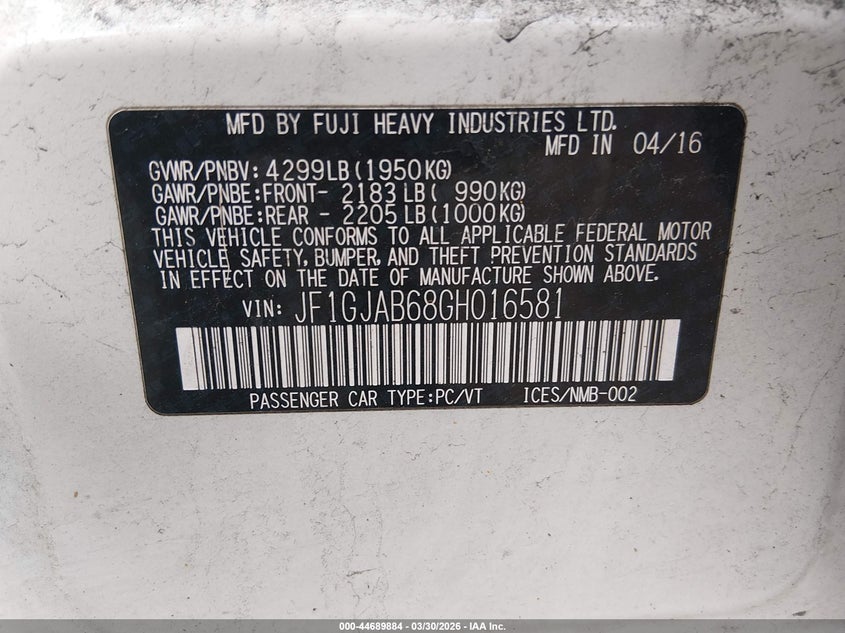 MFD BY FUJI HEAVY INDUSTRIES LTD.
MFD IN 04/16
GVWR/PNBV: 4299LB (1950KG)
GAWR/PNBE:FRONT- 2183 LB ( 990KG)
GAWR/PNBE:REAR - 2205 LB (1000KG)
THIS VEHICLE CONFORMS TO ALL APPLICABLE FEDERAL MOTOR
VEHICLE SAFETY, BUMPER, AND THEFT PREVENTION STANDARDS
IN EFFECT ON THE DATE OF MANUFACTURE SHOWN ABOVE.
VIN: JF1GJAB68GH016581
PASSENGER CAR TYPE:PC/VT ICES/NMB-002
000-44689884 / 03/30/2026 - IAA Inc.